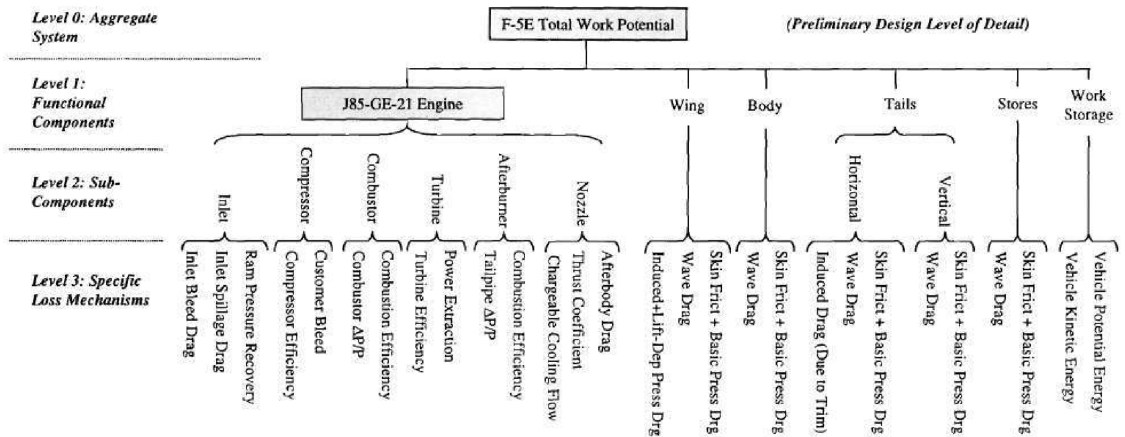 Level 0: Aggregate
System
F-5E Total Work Potential
(Preliminary Design Level of Detail)
Level 1:
Functional
Components
J85-GE-21 Engine
Wing
Body
Tails
Stores
Work
Storage
Level 2: Sub-
Components
Inlet
Compressor
Combustor
Turbine
Afterburner
Nozzle
Horizontal
Vertical
Level 3: Specific
Loss Mechanisms
Inlet Bleed Drag
Inlet Spillage Drag
Ram Pressure Recovery
Compressor Efficiency
Customer Bleed
Combustor ΔP/P
Combustion Efficiency
Turbine Efficiency
Power Extraction
Tailpipe ΔP/P
Combustion Efficiency
Chargeable Cooling Flow
Thrust Coefficient
Afterbody Drag
Induced+Lift-Dep Press Drg
Wave Drag
Skin Frict + Basic Press Drg
Wave Drag
Skin Frict + Basic Press Drg
Induced Drag (Due to Trim)
Wave Drag
Skin Frict + Basic Press Drg
Wave Drag
Skin Frict + Basic Press Drg
Wave Drag
Skin Frict + Basic Press Drg
Vehicle Kinetic Energy
Vehicle Potential Energy